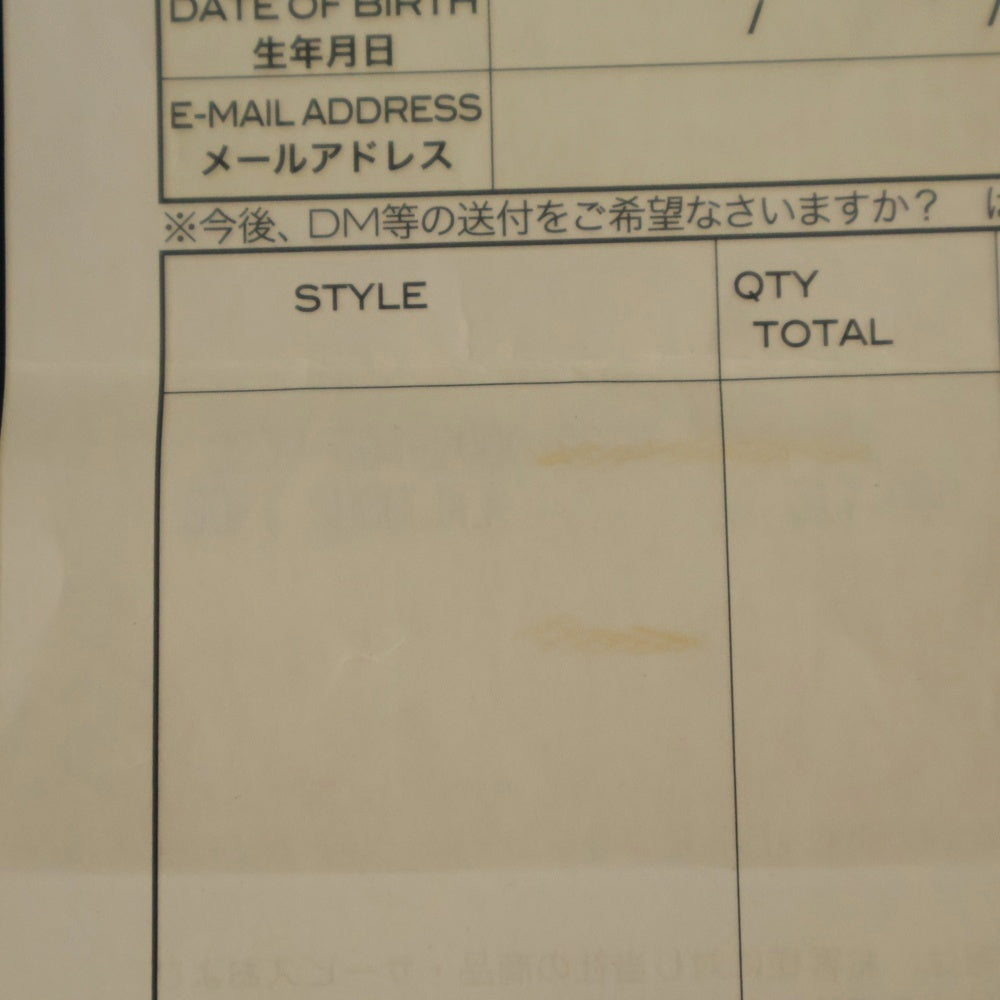 DATE OF BIRTH / /
生年月日
E-MAIL ADDRESS
メールアドレス
※今後、DM等の送付をご希望なさいますか? は
STYLE
QTY
TOTAL